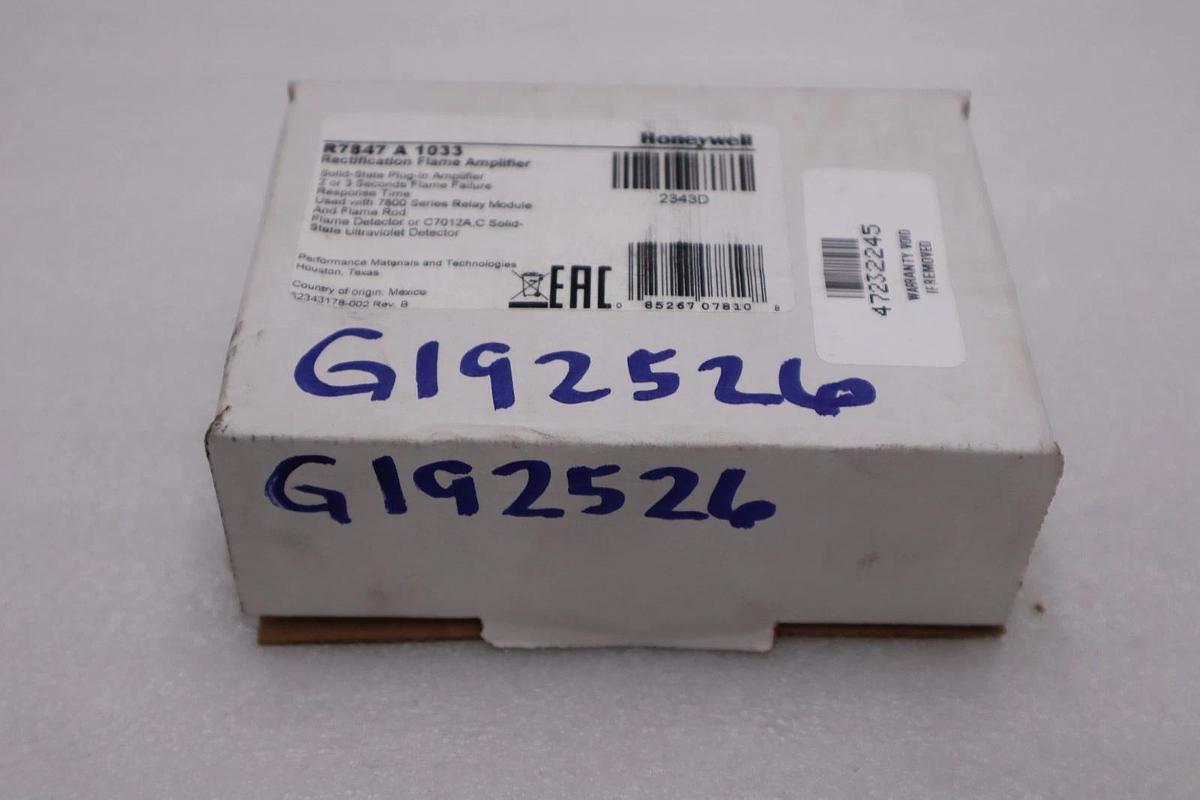 Honeywell
R7847 A 1033
Rectification Flame Amplifier
Solid-State Plug-in Amplifier
2 or 3 Seconds Flame Failure
Response Time
Used with 7800 Series Relay Module
And Flame Rod
Flame Detector or C7012A,C Solid-
State Ultraviolet Detector
2343D
Performance Materials and Technologies
Houston, Texas
Country of origin: Mexico
32343178-002 Rev. B
EAC
0 85267 07810 8
47232245
WARRANTY VOID
IF REMOVED
G192526
G192526